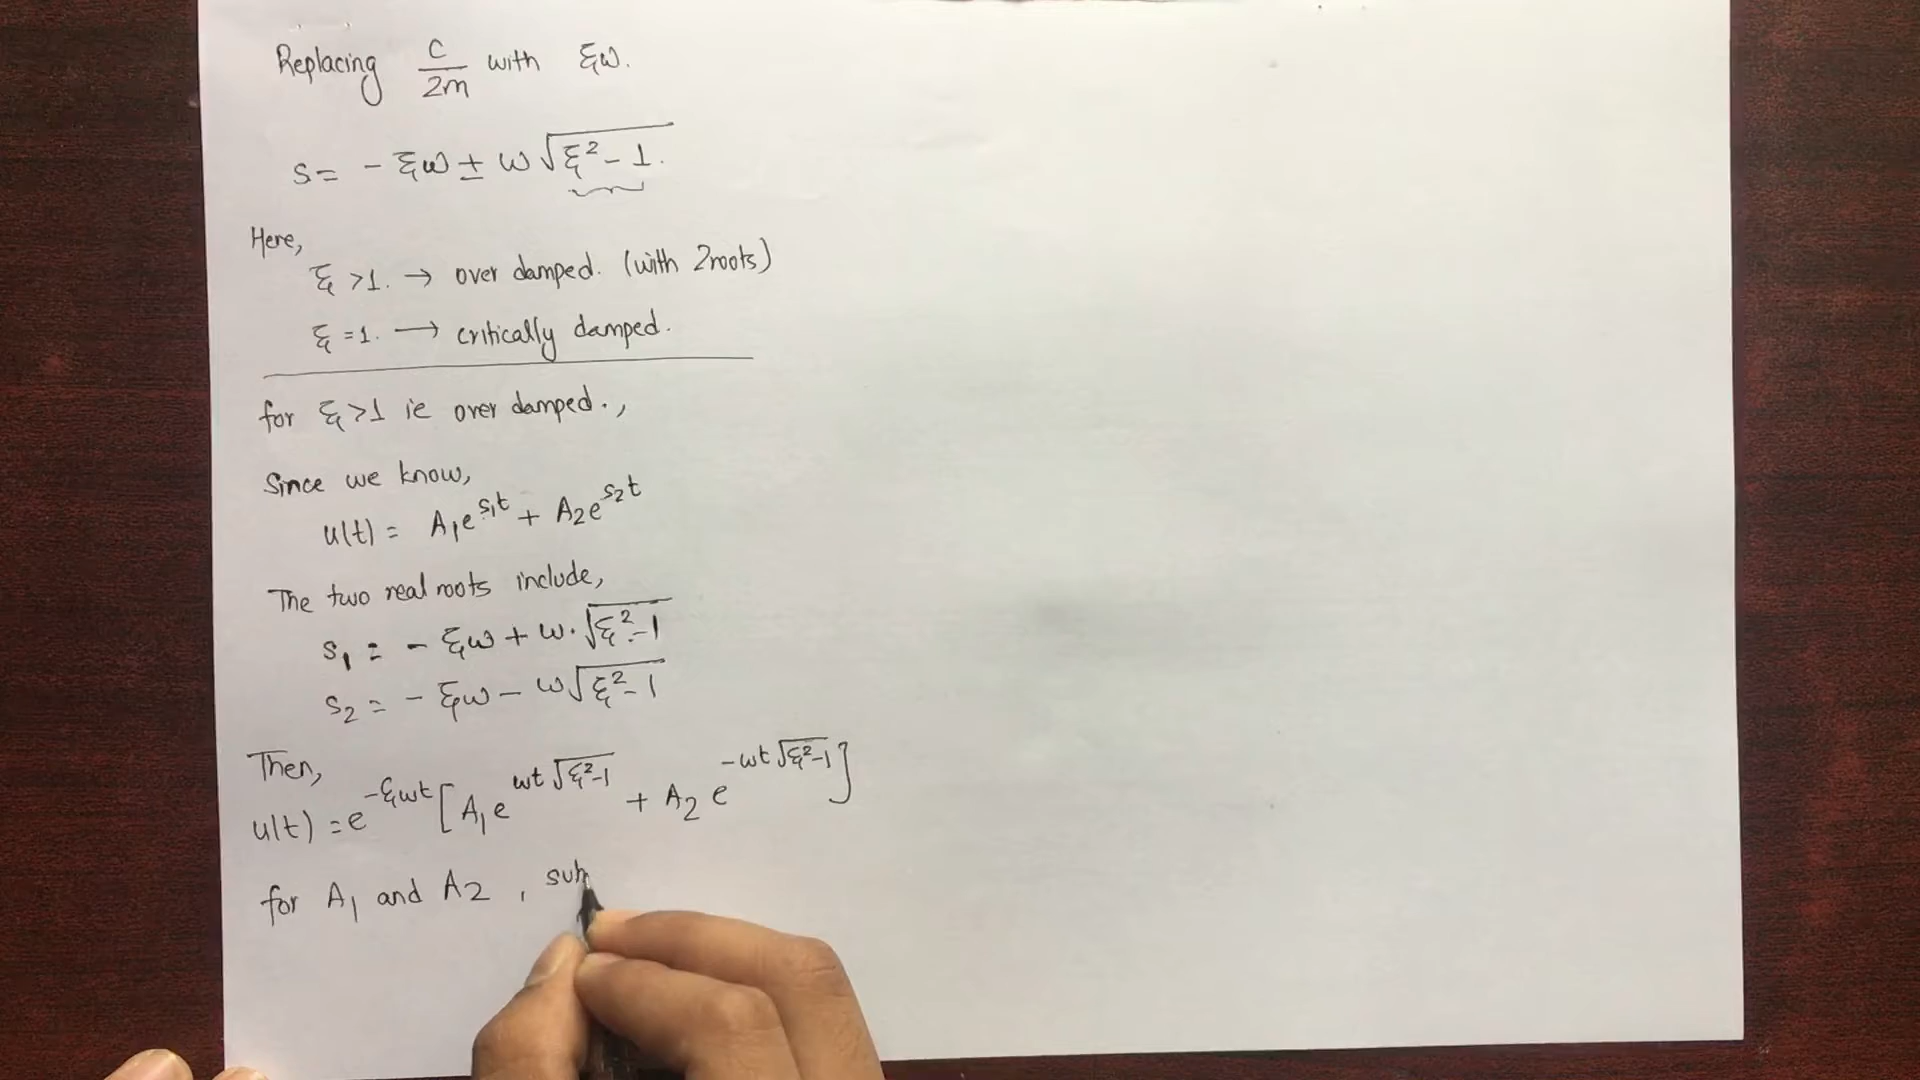 Replacing c/2m with ξω.
s = - ξω ± ω √ξ² - 1.
Here,
ξ >1. → over damped. (with 2roots)
ξ =1. → critically damped.
for ξ >1 ie over damped.,
Since we know,
u(t) = A₁e^s₁t + A₂e^s₂t
The two real roots include,
s₁ = - ξω + ω. √ξ²-1
s₂ = - ξω - ω√ξ²-1
Then,
u(t) = e^-ξωt [A₁e^ωt√ξ²-1 + A₂ e^-ωt√ξ²-1]
for A₁ and A2 , sub